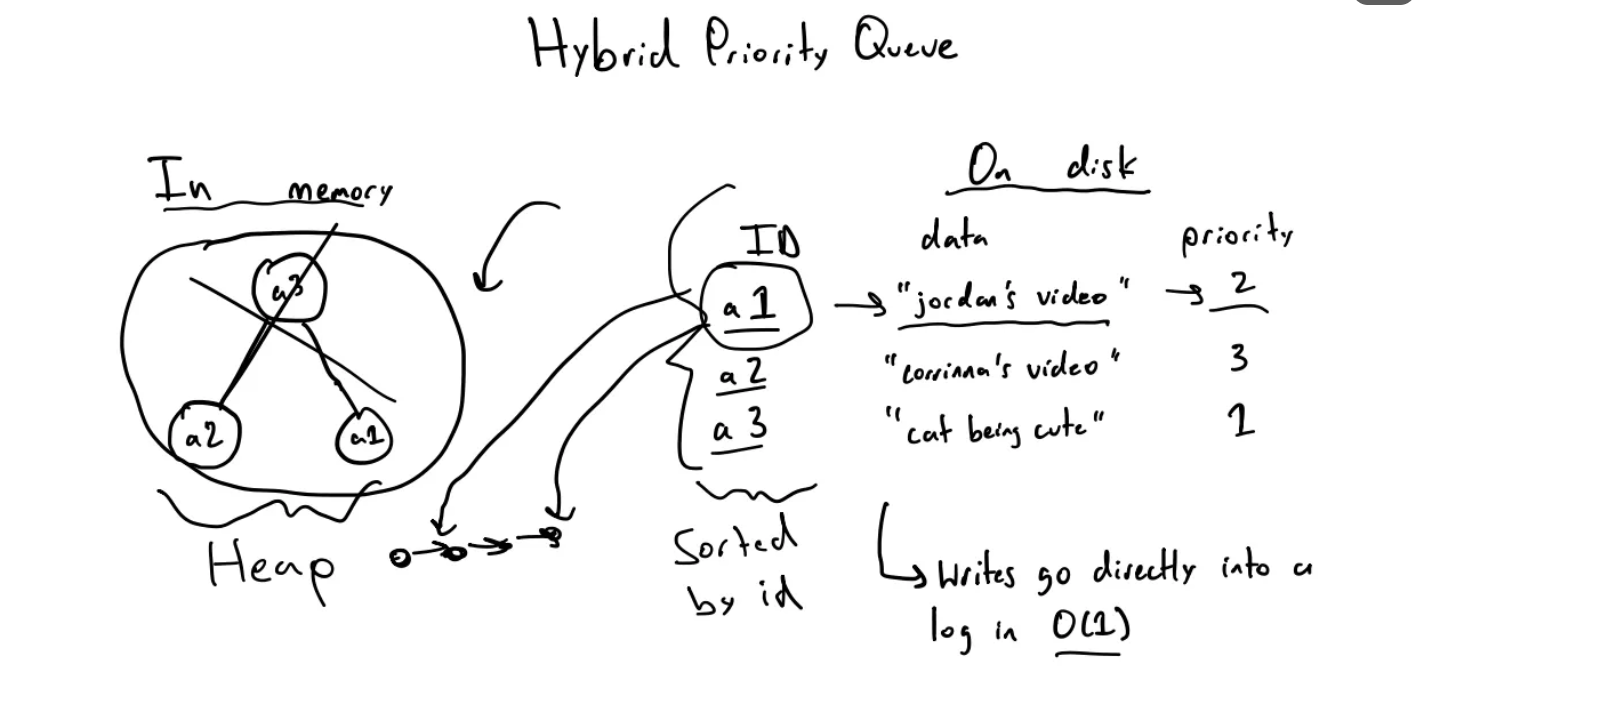 Hybrid Priority Queue
In memory
On disk
ID data priority
a1 "jordan's video" 2
a2 "corrinna's video" 3
a3 "cat being cute" 1
a3
a2 a1
Heap
Sorted
by id
Writes go directly into a
log in O(1)